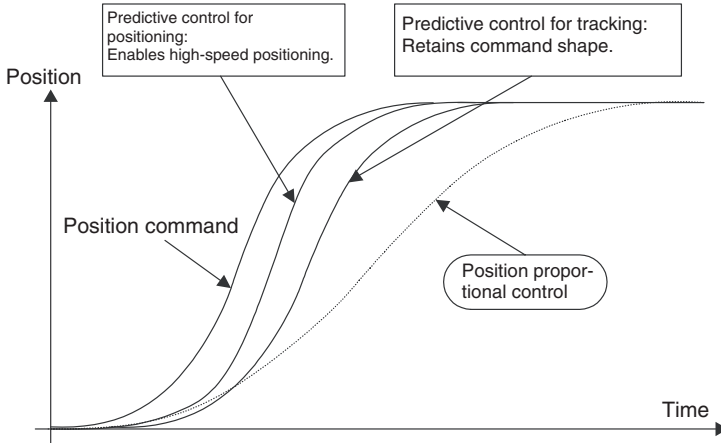 Predictive control for
positioning:
Enables high-speed positioning.
Predictive control for tracking:
Retains command shape.
Position
Position command
Position propor-
tional control
Time